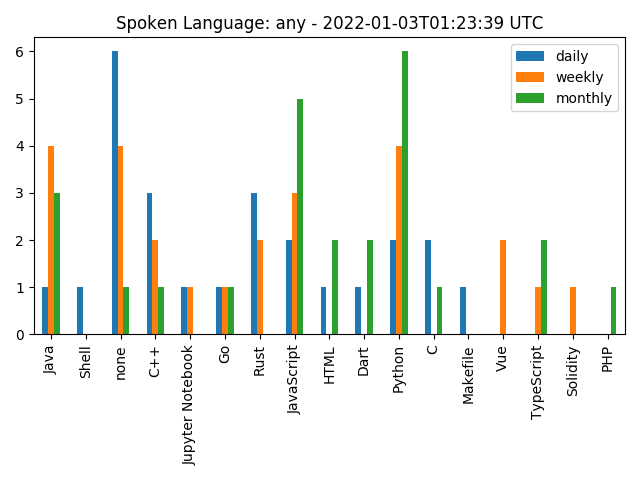 Spoken Language: any - 2022-01-03T01:23:39 UTC
daily
weekly
monthly
6
5
4
3
2
1
0
Java
Shell
none
C++
Jupyter Notebook
Go
Rust
JavaScript
HTML
Dart
Python
C
Makefile
Vue
TypeScript
Solidity
PHP